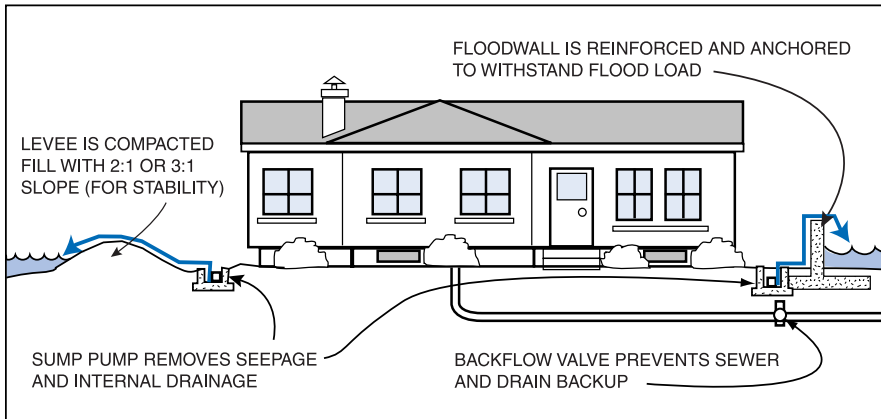 FLOODWALL IS REINFORCED AND ANCHORED
TO WITHSTAND FLOOD LOAD
LEVEE IS COMPACTED
FILL WITH 2:1 OR 3:1
SLOPE (FOR STABILITY)
SUMP PUMP REMOVES SEEPAGE
AND INTERNAL DRAINAGE
BACKFLOW VALVE PREVENTS SEWER
AND DRAIN BACKUP